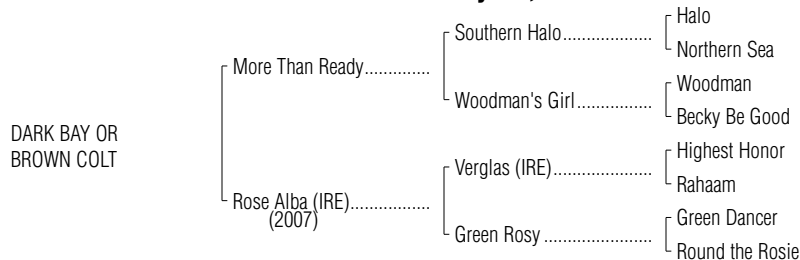 Halo
Southern Halo..................
Northern Sea
More Than Ready..............
Woodman
Woodman's Girl...............
Becky Be Good
DARK BAY OR
BROWN COLT
Highest Honor
Verglas (IRE)....................
Rahaam
Rose Alba (IRE)................
(2007)
Green Dancer
Green Rosy ......................
Round the Rosie